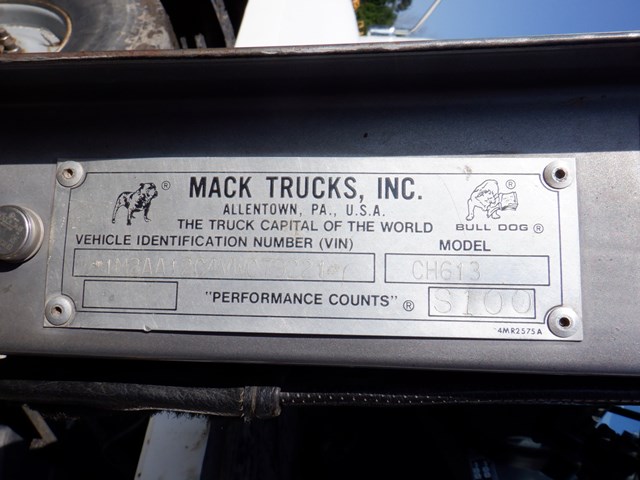 MACK TRUCKS, INC.
ALLENTOWN, PA., U.S.A.
THE TRUCK CAPITAL OF THE WORLD
® ® BULL DOG ®
VEHICLE IDENTIFICATION NUMBER (VIN) MODEL
CH613
"PERFORMANCE COUNTS" ® S100
4MR2575A